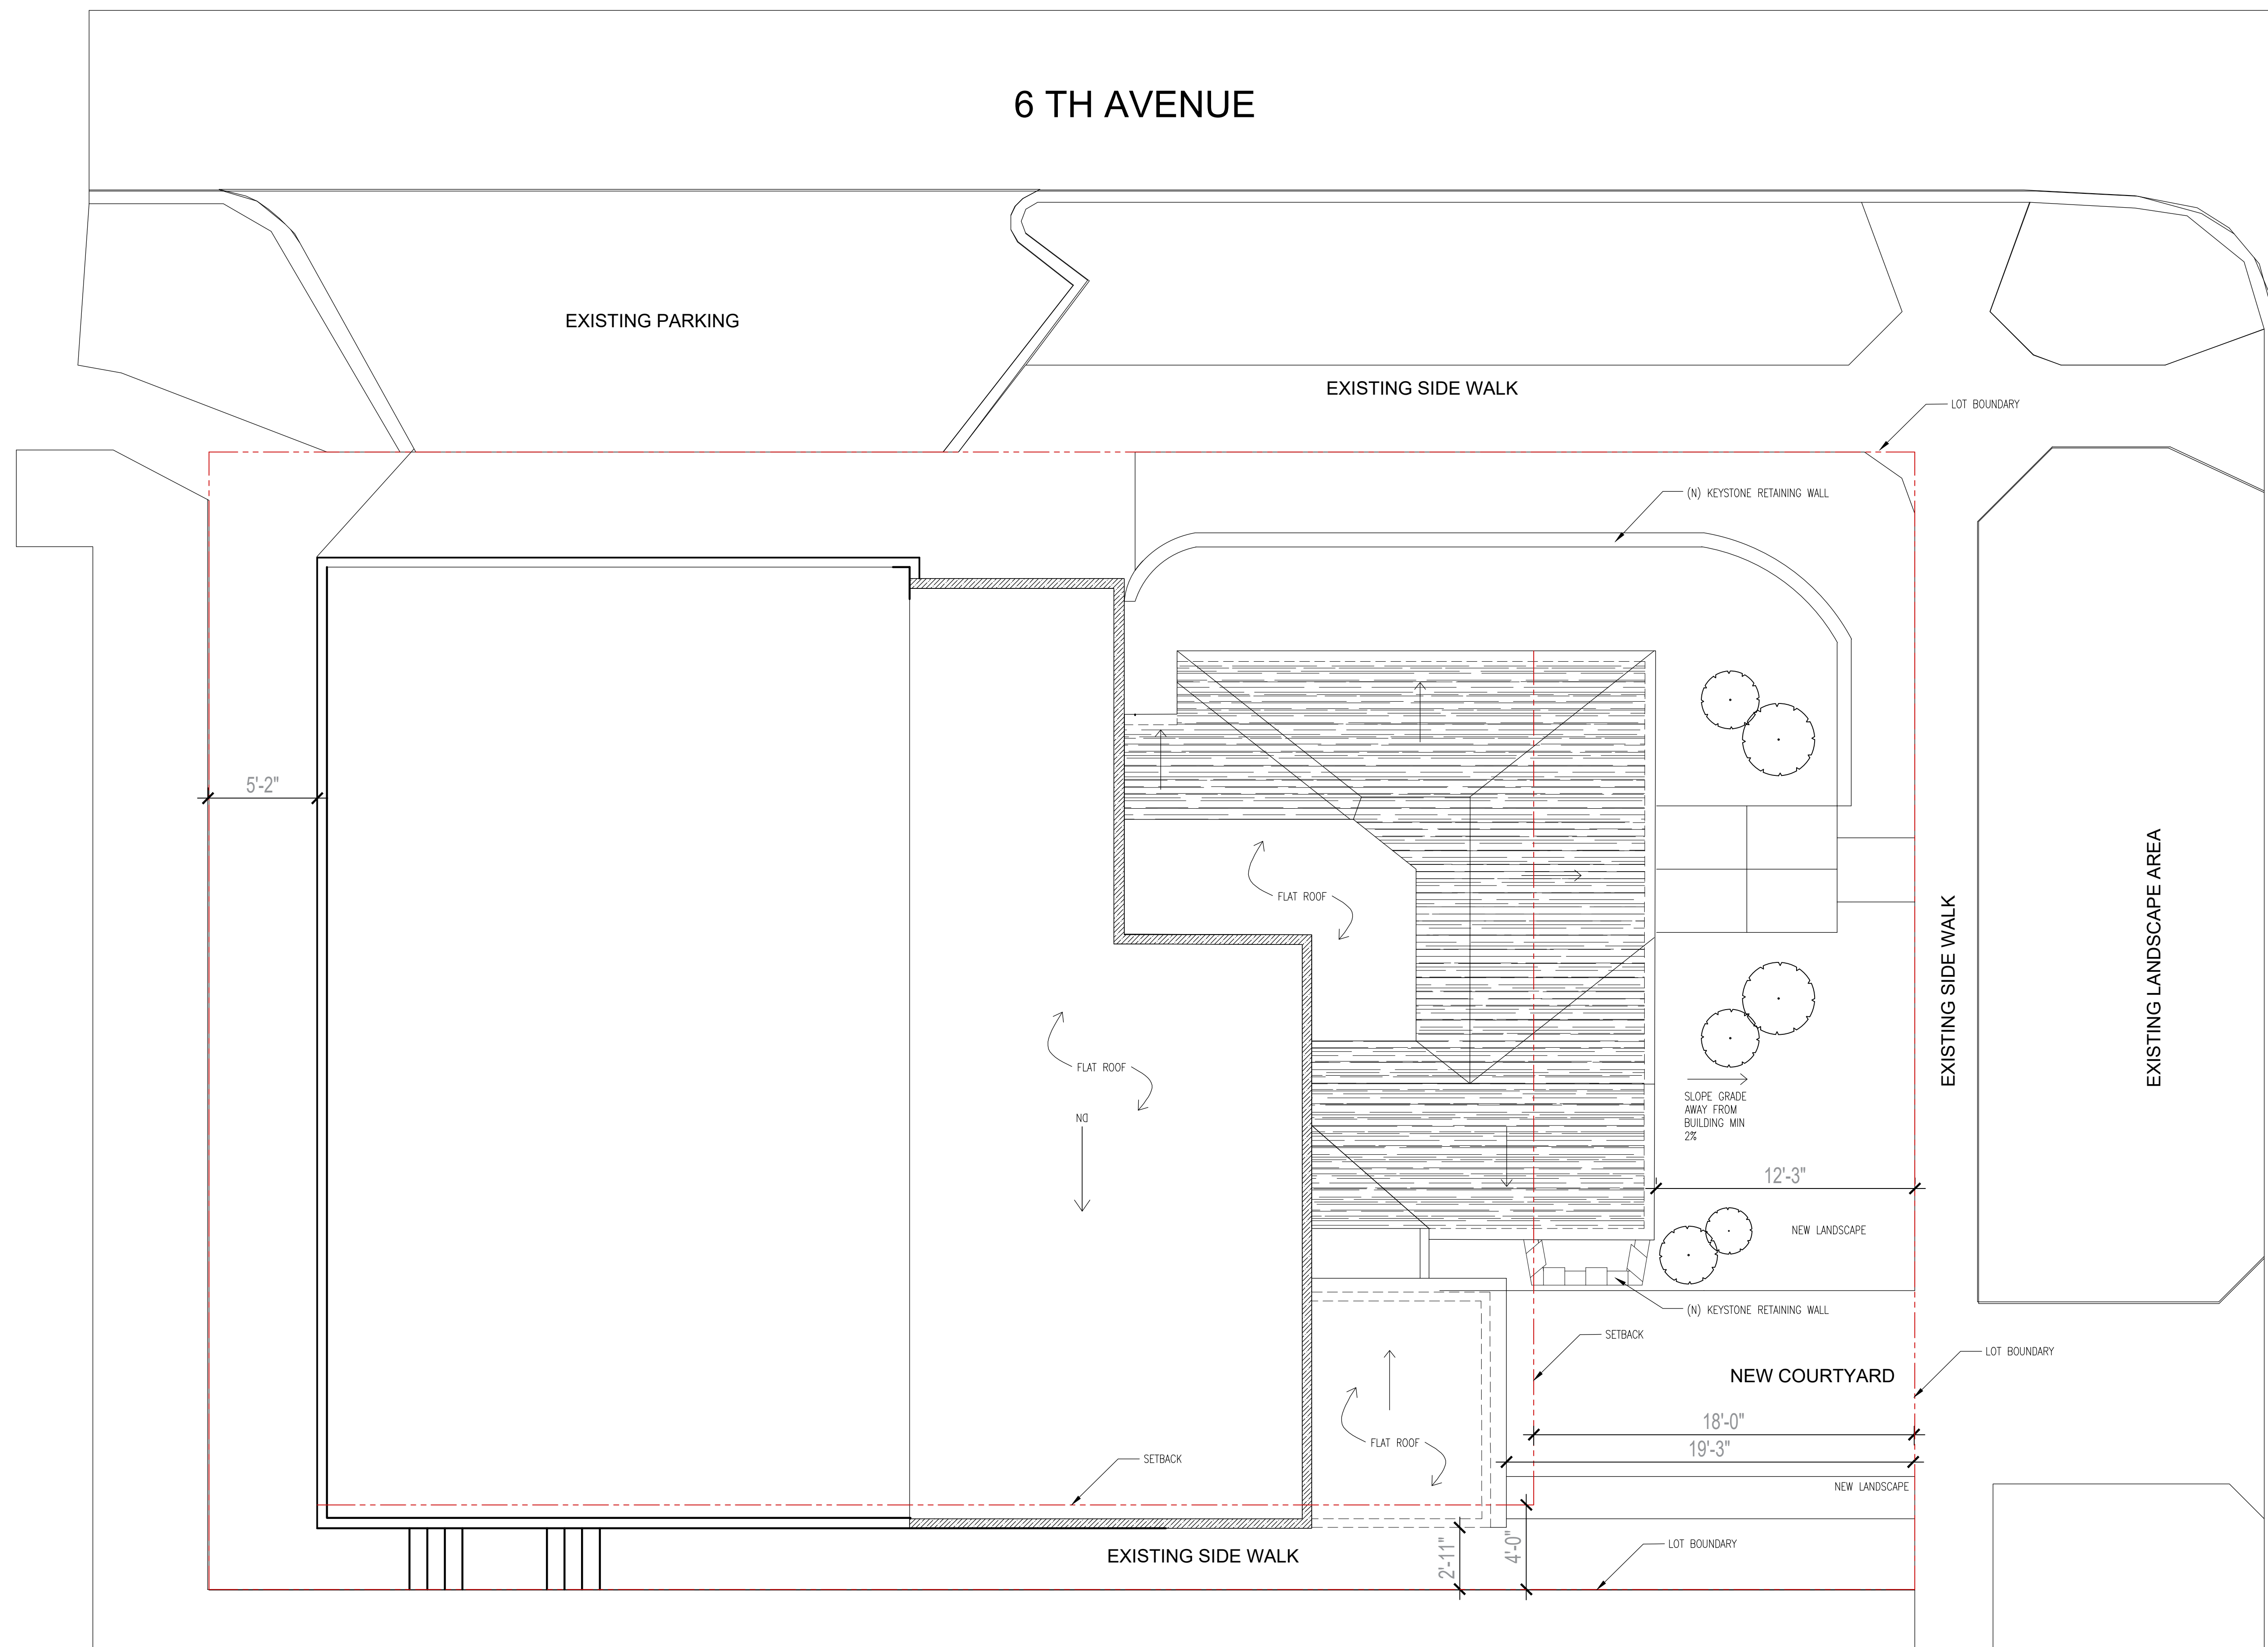 6 TH AVENUE
EXISTING PARKING
EXISTING SIDE WALK
LOT BOUNDARY
(N) KEYSTONE RETAINING WALL
5'-2"
FLAT ROOF
EXISTING SIDE WALK
EXISTING LANDSCAPE AREA
FLAT ROOF
DN
SLOPE GRADE
AWAY FROM
BUILDING MIN
2%
12'-3"
NEW LANDSCAPE
(N) KEYSTONE RETAINING WALL
SETBACK
LOT BOUNDARY
NEW COURTYARD
18'-0"
19'-3"
FLAT ROOF
SETBACK
NEW LANDSCAPE
2'-11"
4'-0"
LOT BOUNDARY
EXISTING SIDE WALK